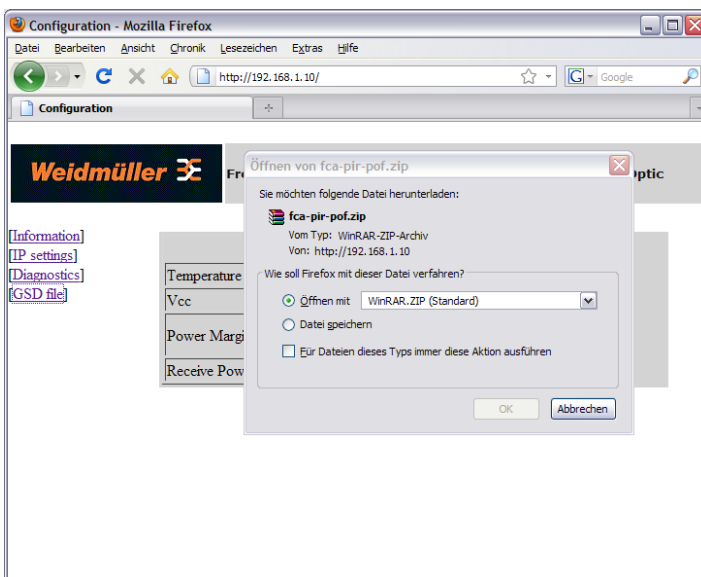 Configuration - Mozilla Firefox
Datei Bearbeiten Ansicht Chronik Lesezeichen Extras Hilfe
http://192.168.1.10/
G
Google
Configuration
Weidmüller
Öffnen von fca-pir-pof.zip
Sie möchten folgende Datei herunterladen:
fca-pir-pof.zip
Vom Typ: WinRAR-ZIP-Archiv
Von: http://192.168.1.10
Wie soll Firefox mit dieser Datei verfahren?
Öffnen mit WinRAR.ZIP (Standard)
Datei speichern
Für Dateien dieses Typs immer diese Aktion ausführen
OK Abbrechen
[Information]
[IP settings]
[Diagnostics]
[GSD file]
Temperature
Vcc
Power Margi
Receive Pow